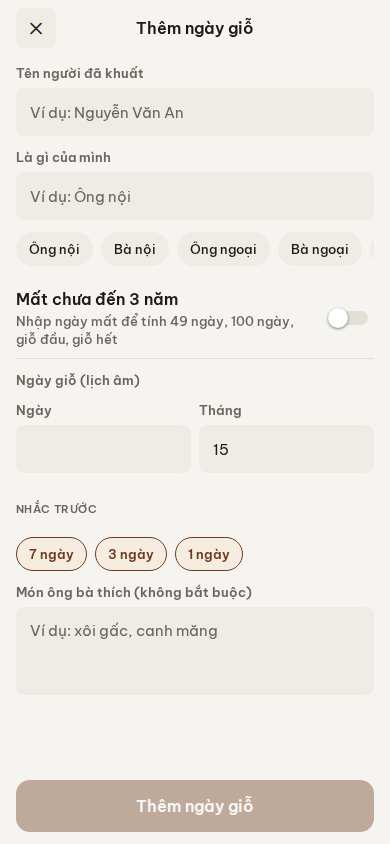 Thêm ngày giỗ
Tên người đã khuất
Ví dụ: Nguyễn Văn An
Là gì của mình
Ví dụ: Ông nội
Ông nội Bà nội Ông ngoại Bà ngoại
Mất chưa đến 3 năm
Nhập ngày mất để tính 49 ngày, 100 ngày,
giỗ đầu, giỗ hết
Ngày giỗ (lịch âm)
Ngày Tháng
15
NHẮC TRƯỚC
7 ngày 3 ngày 1 ngày
Món ông bà thích (không bắt buộc)
Ví dụ: xôi gấc, canh măng
Thêm ngày giỗ